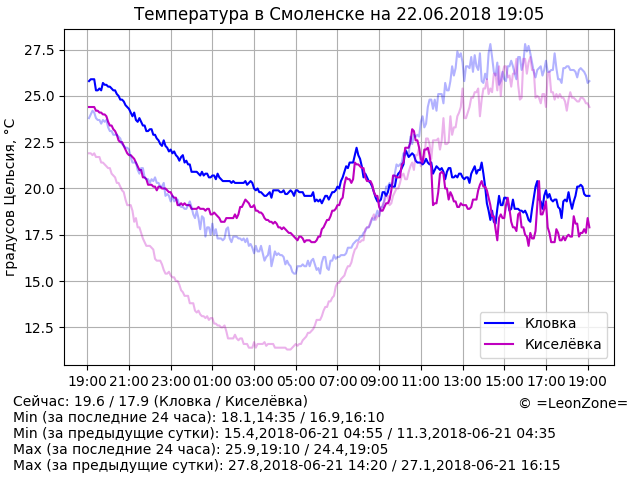 Температура в Смоленске на 22.06.2018 19:05
градусов Цельсия, °C
27.5
25.0
22.5
20.0
17.5
15.0
12.5
Кловка
Киселёвка
19:00 21:00 23:00 01:00 03:00 05:00 07:00 09:00 11:00 13:00 15:00 17:00 19:00
© =LeonZone=
Сейчас: 19.6 / 17.9 (Кловка / Киселёвка)
Min (за последние 24 часа): 18.1,14:35 / 16.9,16:10
Min (за предыдущие сутки): 15.4,2018-06-21 04:55 / 11.3,2018-06-21 04:35
Max (за последние 24 часа): 25.9,19:10 / 24.4,19:05
Max (за предыдущие сутки): 27.8,2018-06-21 14:20 / 27.1,2018-06-21 16:15